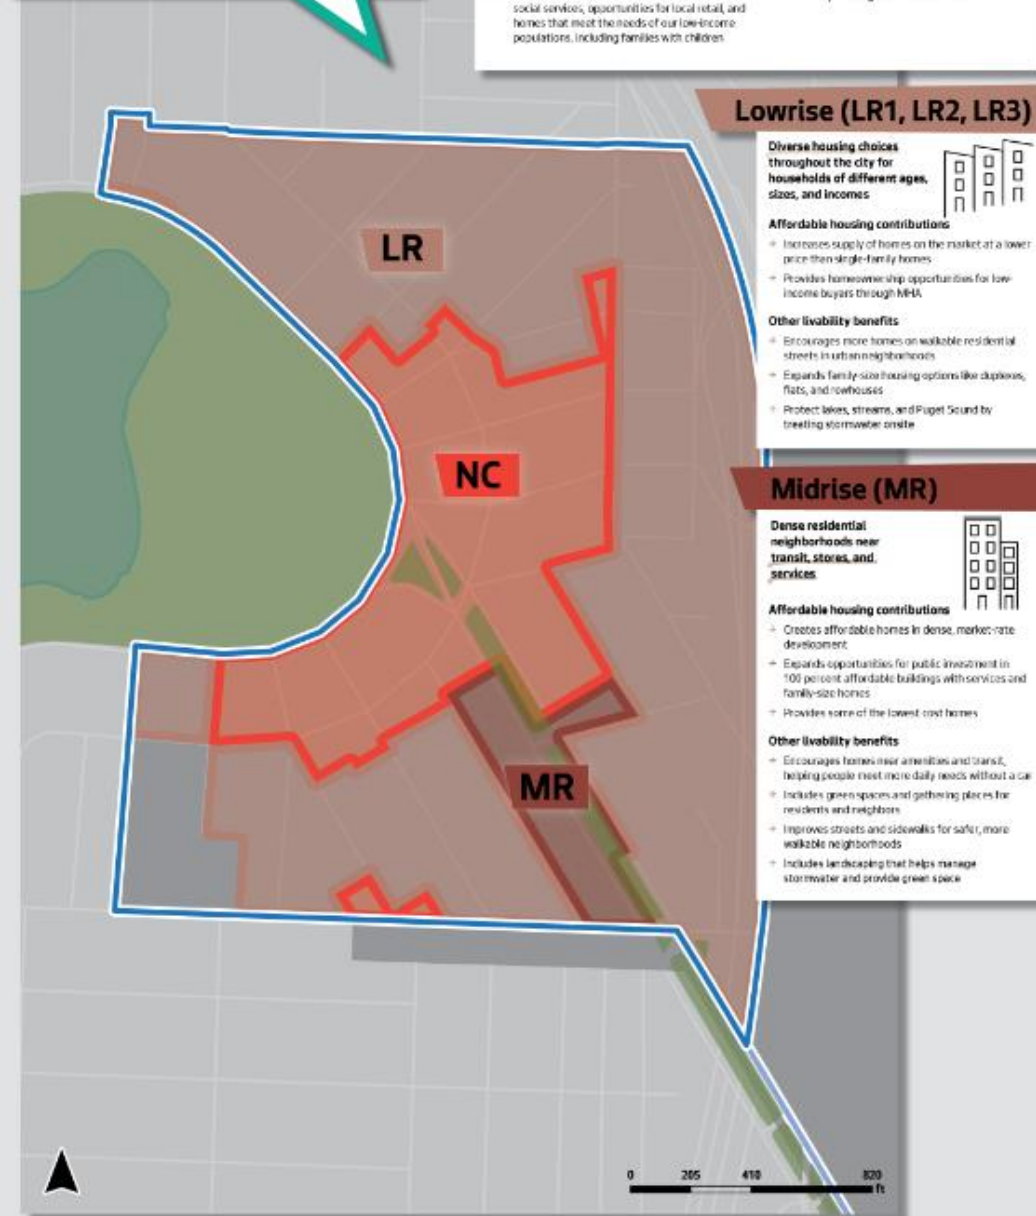 social services, opportunities for local retail, and
homes that meet the needs of our low-income
populations, including families with children
Lowrise (LR1, LR2, LR3)
Diverse housing choices
throughout the city for
households of different ages,
sizes, and incomes
Affordable housing contributions
+ Increases supply of homes on the market at a lower
price than single-family homes
+ Provides homeownership opportunities for low-
income buyers through MHA
Other livability benefits
+ Encourages more homes on walkable residential
streets in urban neighborhoods
+ Expands family-size housing options like duplexes,
flats, and rowhouses
+ Protect lakes, streams, and Puget Sound by
treating stormwater onsite
LR
NC
MR
Midrise (MR)
Dense residential
neighborhoods near
transit, stores, and
services
Affordable housing contributions
+ Creates affordable homes in dense, market-rate
development
+ Expands opportunities for public investment in
100 percent affordable buildings with services and
family-size homes
+ Provides some of the lowest cost homes
Other livability benefits
+ Encourages homes near amenities and transit,
helping people meet more daily needs without a car
+ Includes green spaces and gathering places for
residents and neighbors
+ Improves streets and sidewalks for safer, more
walkable neighborhoods
+ Includes landscaping that helps manage
stormwater and provide green space
0 205 410 820
ft